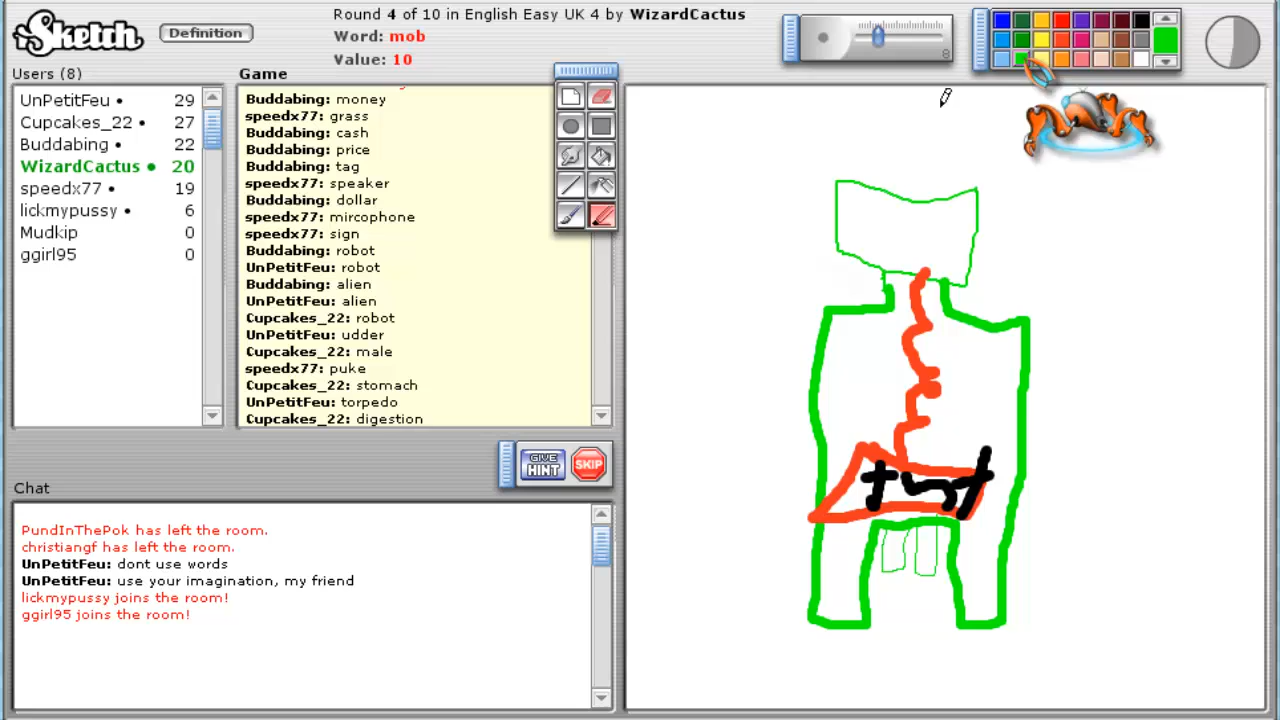 iSketch
Definition
Round 4 of 10 in English Easy UK 4 by WizardCactus
Word: mob
Value: 10
8
Users (8)
UnPetitFeu • 29
Cupcakes_22 • 27
Buddabing • 22
WizardCactus • 20
speedx77 • 19
lickmypussy • 6
Mudkip 0
ggirl95 0
Game
Buddabing: money
speedx77: grass
Buddabing: cash
Buddabing: price
Buddabing: tag
speedx77: speaker
Buddabing: dollar
speedx77: mircophone
speedx77: sign
Buddabing: robot
UnPetitFeu: robot
Buddabing: alien
UnPetitFeu: alien
Cupcakes_22: robot
UnPetitFeu: udder
Cupcakes_22: male
speedx77: puke
Cupcakes_22: stomach
UnPetitFeu: torpedo
Cupcakes_22: digestion
GIVE
HINT
SKIP
Chat
PundInThePok has left the room.
christiangf has left the room.
UnPetitFeu: dont use words
UnPetitFeu: use your imagination, my friend
lickmypussy joins the room!
ggirl95 joins the room!